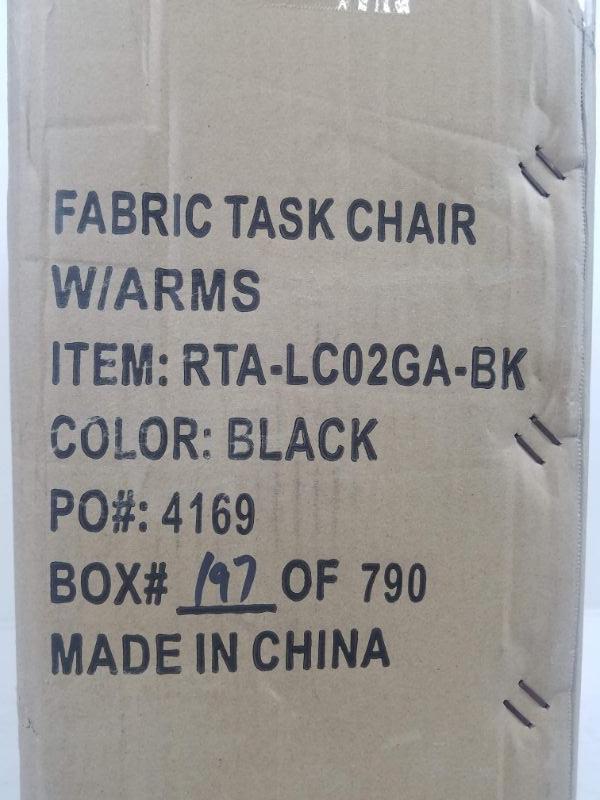 FABRIC TASK CHAIR
W/ARMS
ITEM: RTA-LC02GA-BK
COLOR: BLACK
PO#: 4169
BOX# 197 OF 790
MADE IN CHINA